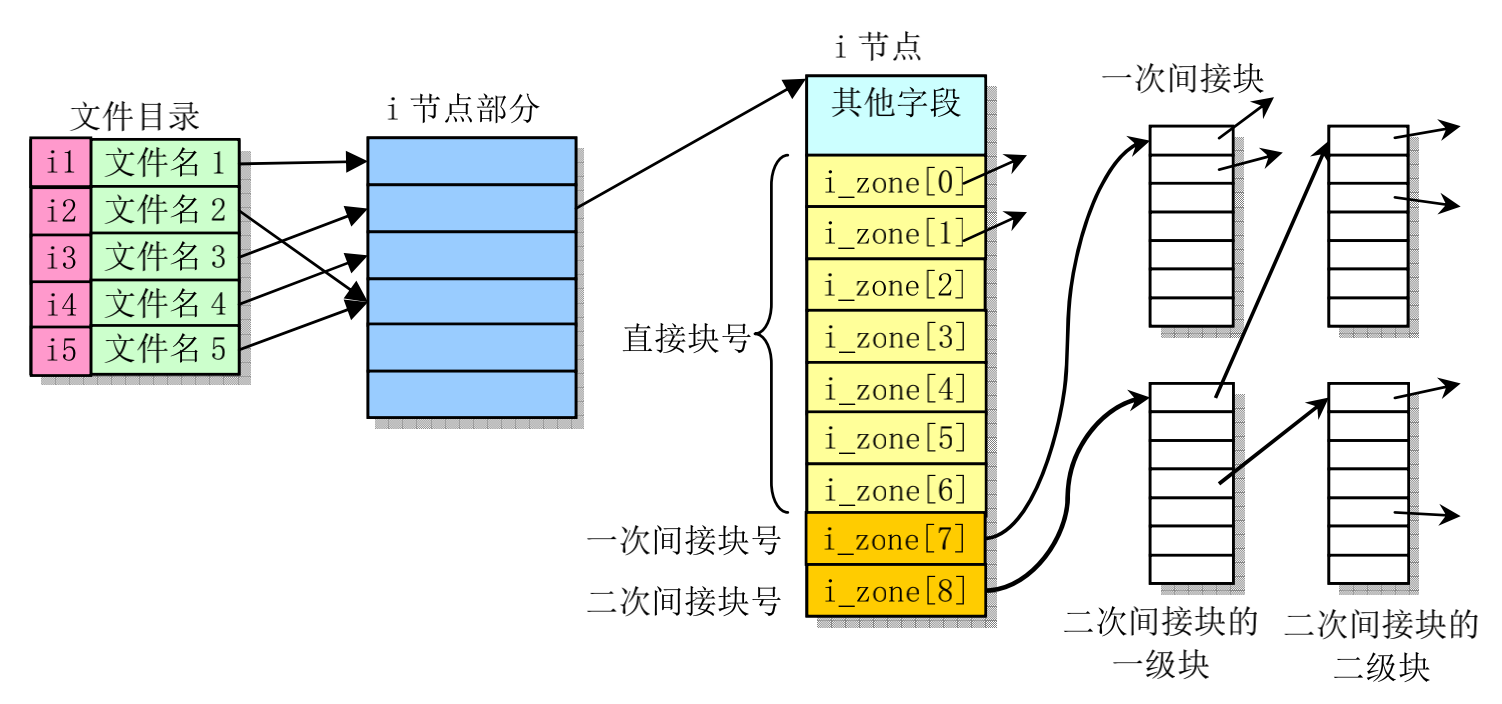 文件目录
i1 文件名 1
i2 文件名 2
i3 文件名 3
i4 文件名 4
i5 文件名 5
i 节点部分
i 节点
其他字段
i_zone[0]
i_zone[1]
i_zone[2]
i_zone[3]
i_zone[4]
i_zone[5]
i_zone[6]
i_zone[7]
i_zone[8]
直接块号
一次间接块号
二次间接块号
一次间接块
二次间接块的
一级块
二次间接块的
二级块